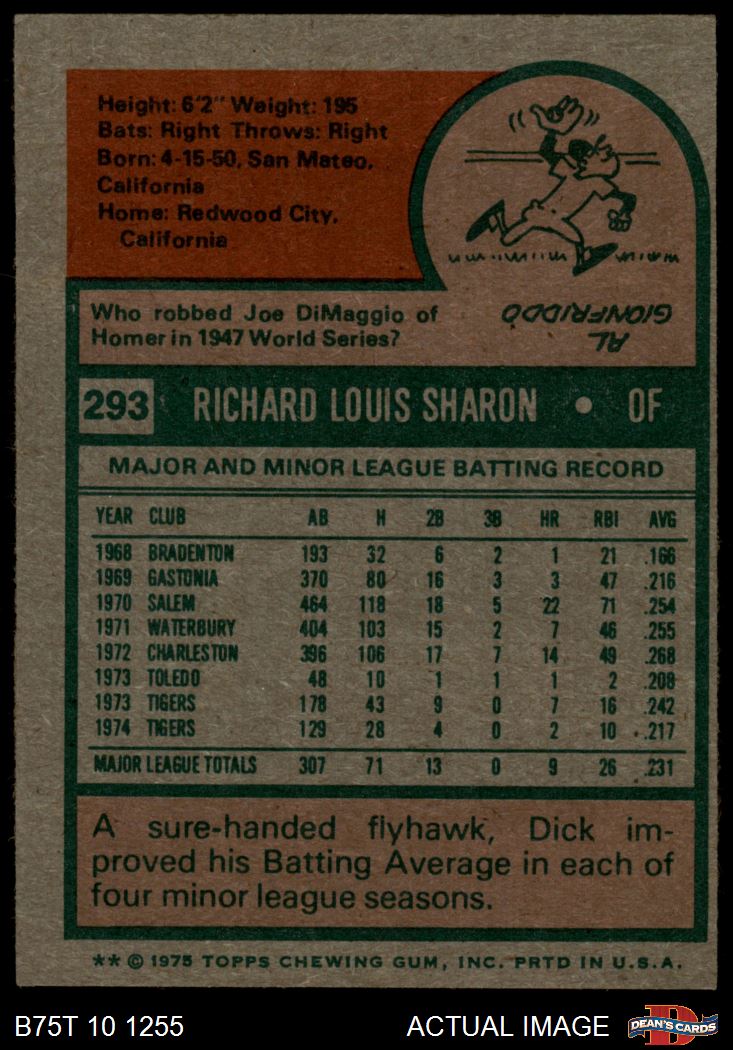 Height: 6'2" Weight: 195
Bats: Right Throws: Right
Born: 4-15-50, San Mateo,
California
Home: Redwood City,
California
Who robbed Joe DiMaggio of
Homer in 1947 World Series?
AL
GIONFRIDDO
293 RICHARD LOUIS SHARON • OF
MAJOR AND MINOR LEAGUE BATTING RECORD
YEAR CLUB AB H 2B 3B HR RBI AVG
1968 BRADENTON 193 32 6 2 1 21 .166
1969 GASTONIA 370 80 16 3 3 47 .216
1970 SALEM 464 118 18 5 22 71 .254
1971 WATERBURY 404 103 15 2 7 46 .255
1972 CHARLESTON 396 106 17 7 14 49 .268
1973 TOLEDO 48 10 1 1 1 2 .208
1973 TIGERS 178 43 9 0 7 16 .242
1974 TIGERS 129 28 4 0 2 10 .217
MAJOR LEAGUE TOTALS 307 71 13 0 9 26 .231
A sure-handed flyhawk, Dick im-
proved his Batting Average in each of
four minor league seasons.
** © 1975 TOPPS CHEWING GUM, INC. PRTD IN U.S.A.
B75T 10 1255 ACTUAL IMAGE DEAN'S CARDS